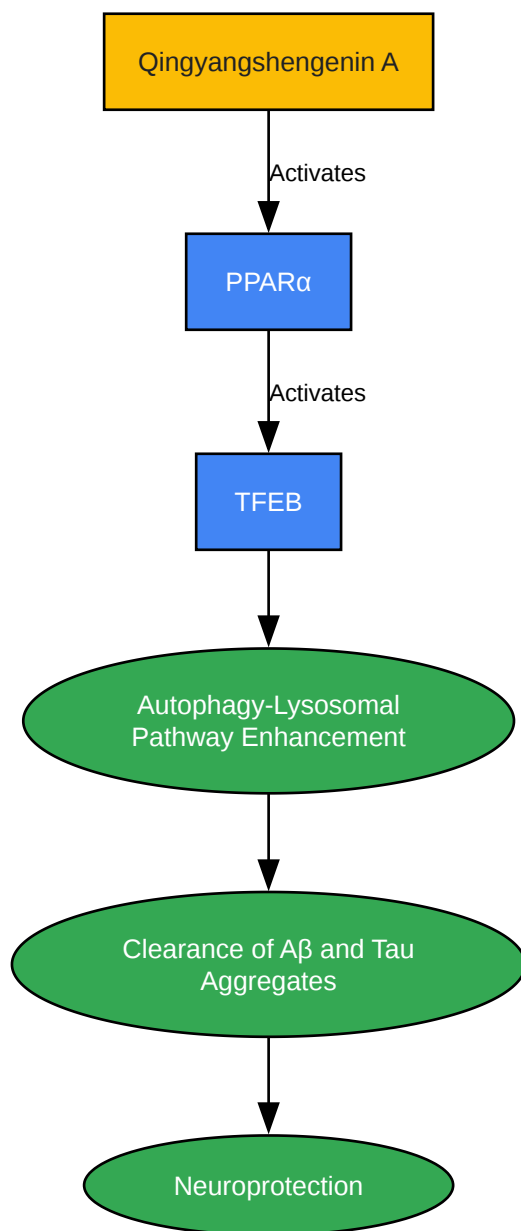 Qingyangshengenin A
Activates
PPARα
Activates
TFEB
Autophagy-Lysosomal
Pathway Enhancement
Clearance of Aβ and Tau
Aggregates
Neuroprotection